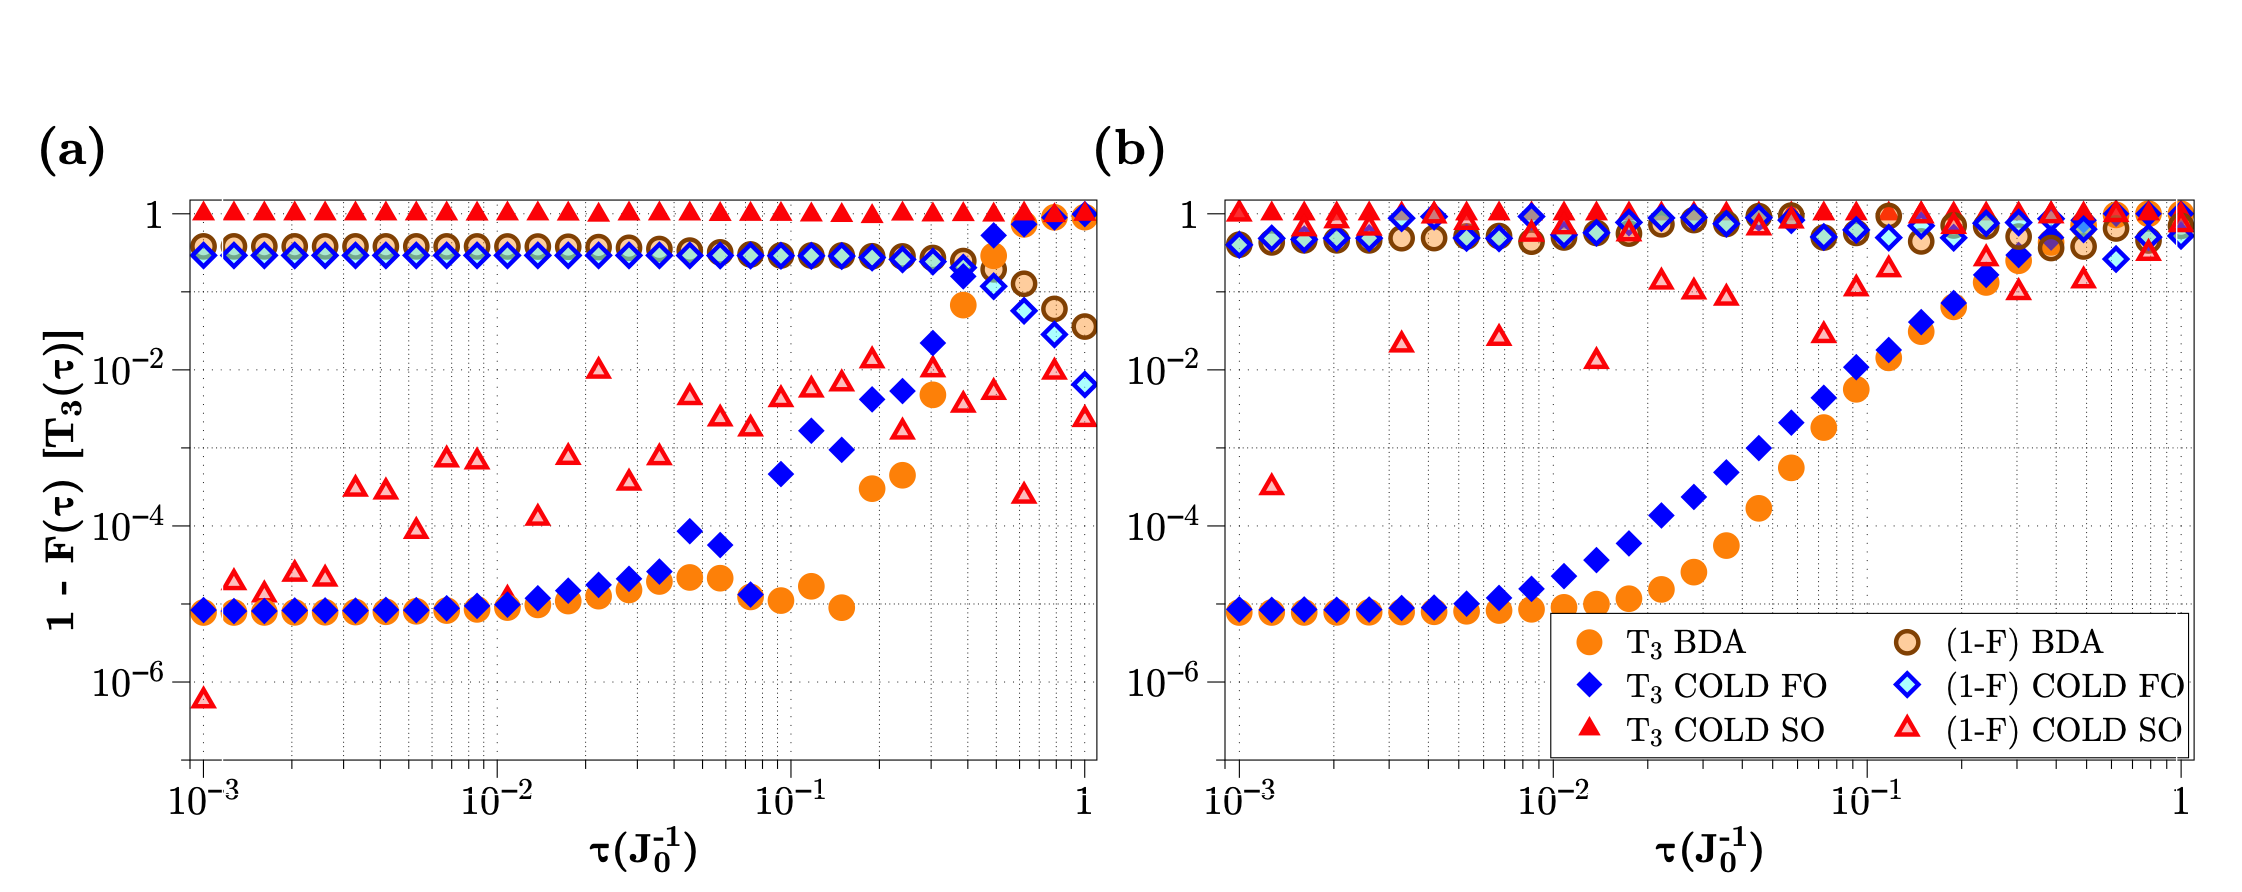 (a)
(b)
1 - F(τ) [T₃(τ)]
1
10⁻²
10⁻⁴
10⁻⁶
10⁻³ 10⁻² 10⁻¹ 1
τ(J₀⁻¹)
1
10⁻²
10⁻⁴
10⁻⁶
T₃ BDA (1-F) BDA
T₃ COLD FO (1-F) COLD FO
T₃ COLD SO (1-F) COLD SO
10⁻³ 10⁻² 10⁻¹ 1
τ(J₀⁻¹)